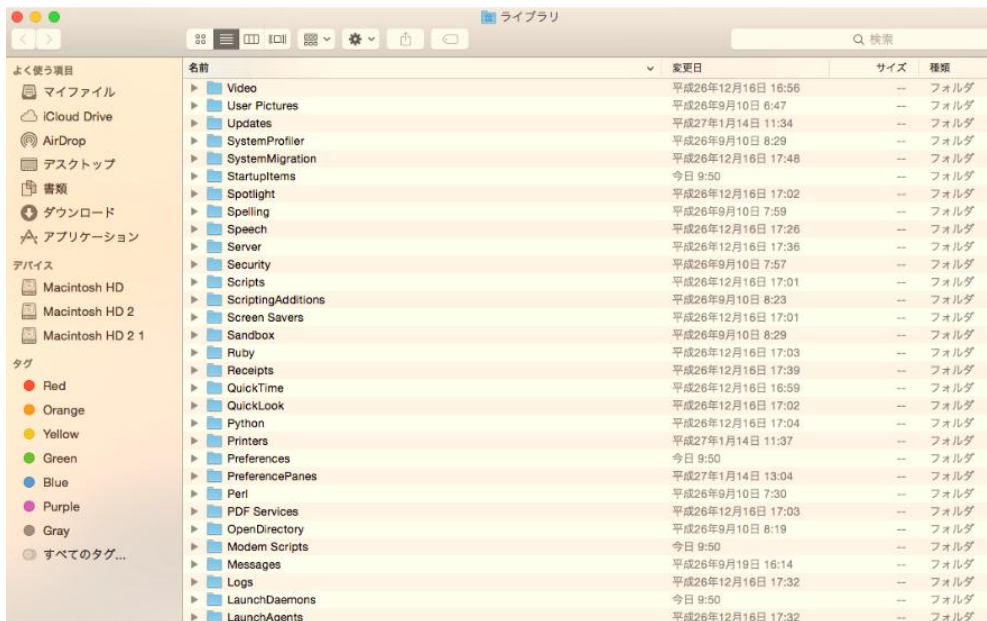 ライブラリ
検索
よく使う項目
マイファイル
iCloud Drive
AirDrop
デスクトップ
書類
ダウンロード
アプリケーション
デバイス
Macintosh HD
Macintosh HD 2
Macintosh HD 2 1
タグ
Red
Orange
Yellow
Green
Blue
Purple
Gray
すべてのタグ...
名前 変更日 サイズ 種類
Video 平成26年12月16日 16:56 -- フォルダ
User Pictures 平成26年9月10日 6:47 -- フォルダ
Updates 平成27年1月14日 11:34 -- フォルダ
SystemProfiler 平成26年9月10日 8:29 -- フォルダ
SystemMigration 平成26年12月16日 17:48 -- フォルダ
StartupItems 今日 9:50 -- フォルダ
Spotlight 平成26年12月16日 17:02 -- フォルダ
Spelling 平成26年9月10日 7:59 -- フォルダ
Speech 平成26年12月16日 17:26 -- フォルダ
Server 平成26年12月16日 17:36 -- フォルダ
Security 平成26年9月10日 7:57 -- フォルダ
Scripts 平成26年12月16日 17:01 -- フォルダ
ScriptingAdditions 平成26年9月10日 8:23 -- フォルダ
Screen Savers 平成26年12月16日 17:01 -- フォルダ
Sandbox 平成26年9月10日 8:29 -- フォルダ
Ruby 平成26年12月16日 17:03 -- フォルダ
Receipts 平成26年12月16日 17:39 -- フォルダ
QuickTime 平成26年12月16日 16:59 -- フォルダ
QuickLook 平成26年12月16日 17:02 -- フォルダ
Python 平成26年12月16日 17:04 -- フォルダ
Printers 平成27年1月14日 11:37 -- フォルダ
Preferences 今日 9:50 -- フォルダ
PreferencePanes 平成27年1月14日 13:04 -- フォルダ
Perl 平成26年9月10日 7:30 -- フォルダ
PDF Services 平成26年12月16日 17:03 -- フォルダ
OpenDirectory 平成26年9月10日 8:19 -- フォルダ
Modem Scripts 今日 9:50 -- フォルダ
Messages 平成26年9月19日 16:14 -- フォルダ
Logs 平成26年12月16日 17:32 -- フォルダ
LaunchDaemons 今日 9:50 -- フォルダ
LaunchAgents 平成26年12月16日 17:32 -- フォルダ